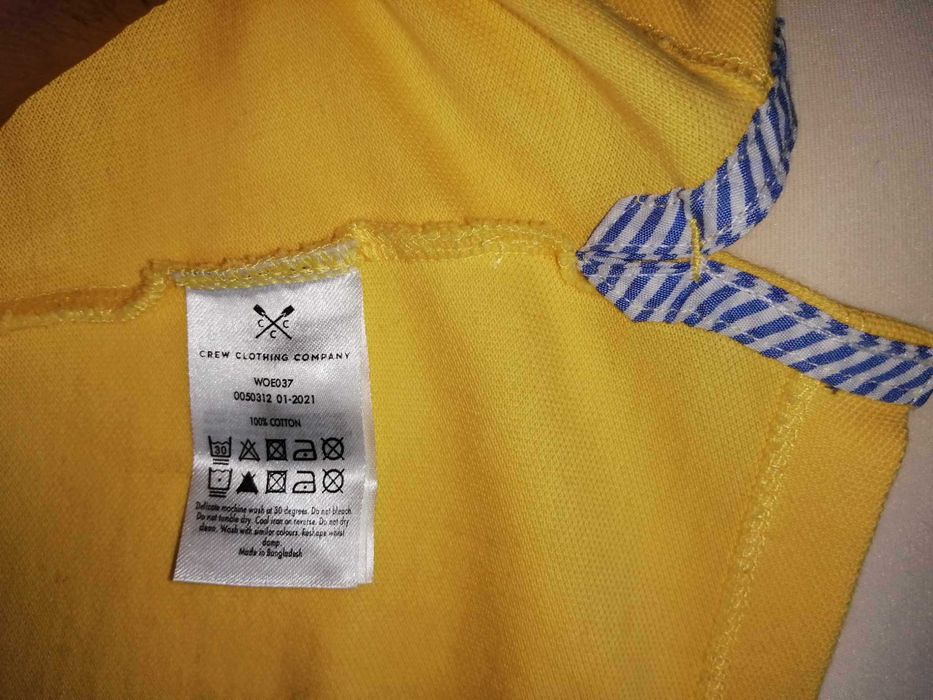 C C
C
CREW CLOTHING COMPANY
WOE037
0050312 01-2021
100% COTTON
30
Delicate machine wash at 30 degrees. Do not bleach.
Do not tumble dry. Cool iron on reverse. Do not dry
clean. Wash with similar colours. Reshape whilst
damp.
Made in Bangladesh